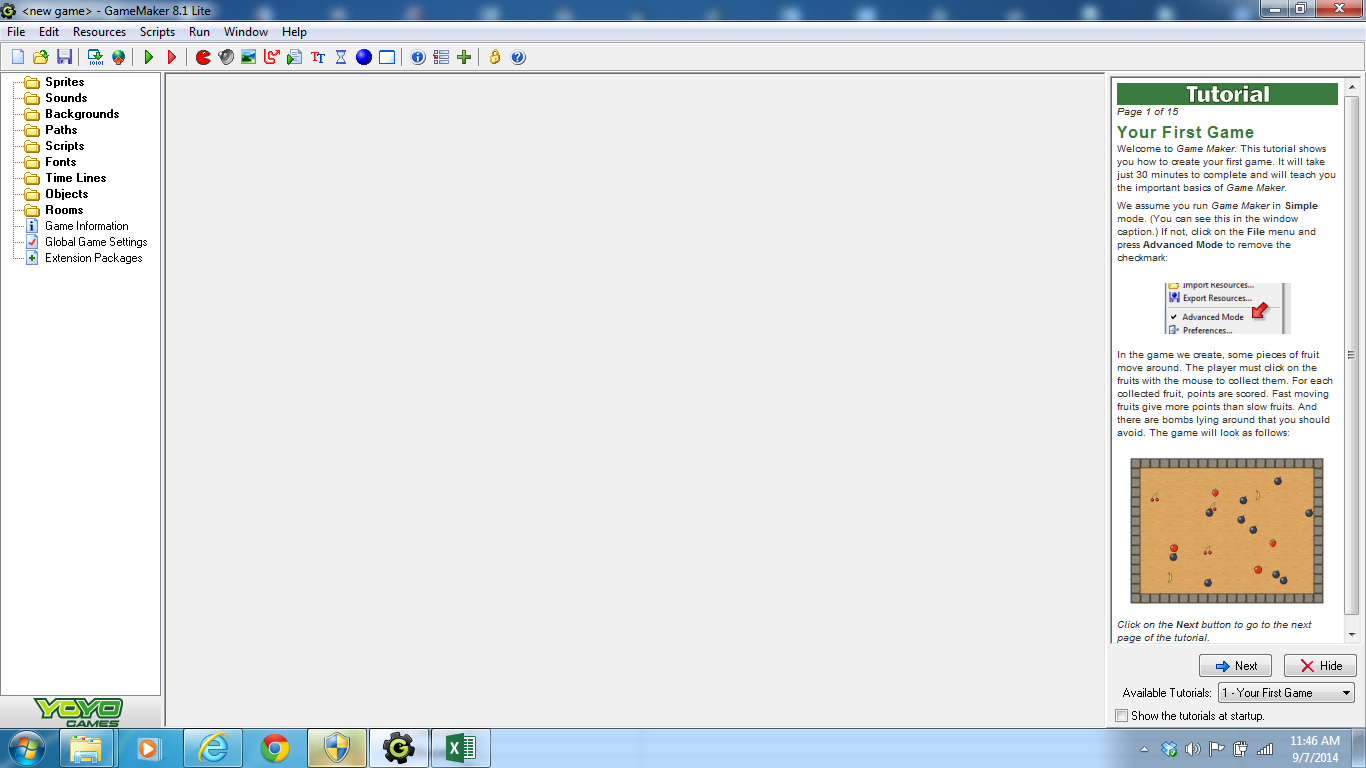 <new game> - GameMaker 8.1 Lite
File Edit Resources Scripts Run Window Help
Sprites
Sounds
Backgrounds
Paths
Scripts
Fonts
Time Lines
Objects
Rooms
Game Information
Global Game Settings
Extension Packages
YOYO
GAMES
Tutorial
Page 1 of 15
Your First Game
Welcome to Game Maker. This tutorial shows
you how to create your first game. It will take
just 30 minutes to complete and will teach you
the important basics of Game Maker.
We assume you run Game Maker in Simple
mode. (You can see this in the window
caption.) If not, click on the File menu and
press Advanced Mode to remove the
checkmark:
Import Resources...
Export Resources...
Advanced Mode
Preferences...
In the game we create, some pieces of fruit
move around. The player must click on the
fruits with the mouse to collect them. For each
collected fruit, points are scored. Fast moving
fruits give more points than slow fruits. And
there are bombs lying around that you should
avoid. The game will look as follows:
Click on the Next button to go to the next
page of the tutorial.
Next Hide
Available Tutorials: 1 - Your First Game
Show the tutorials at startup.
11:46 AM
9/7/2014